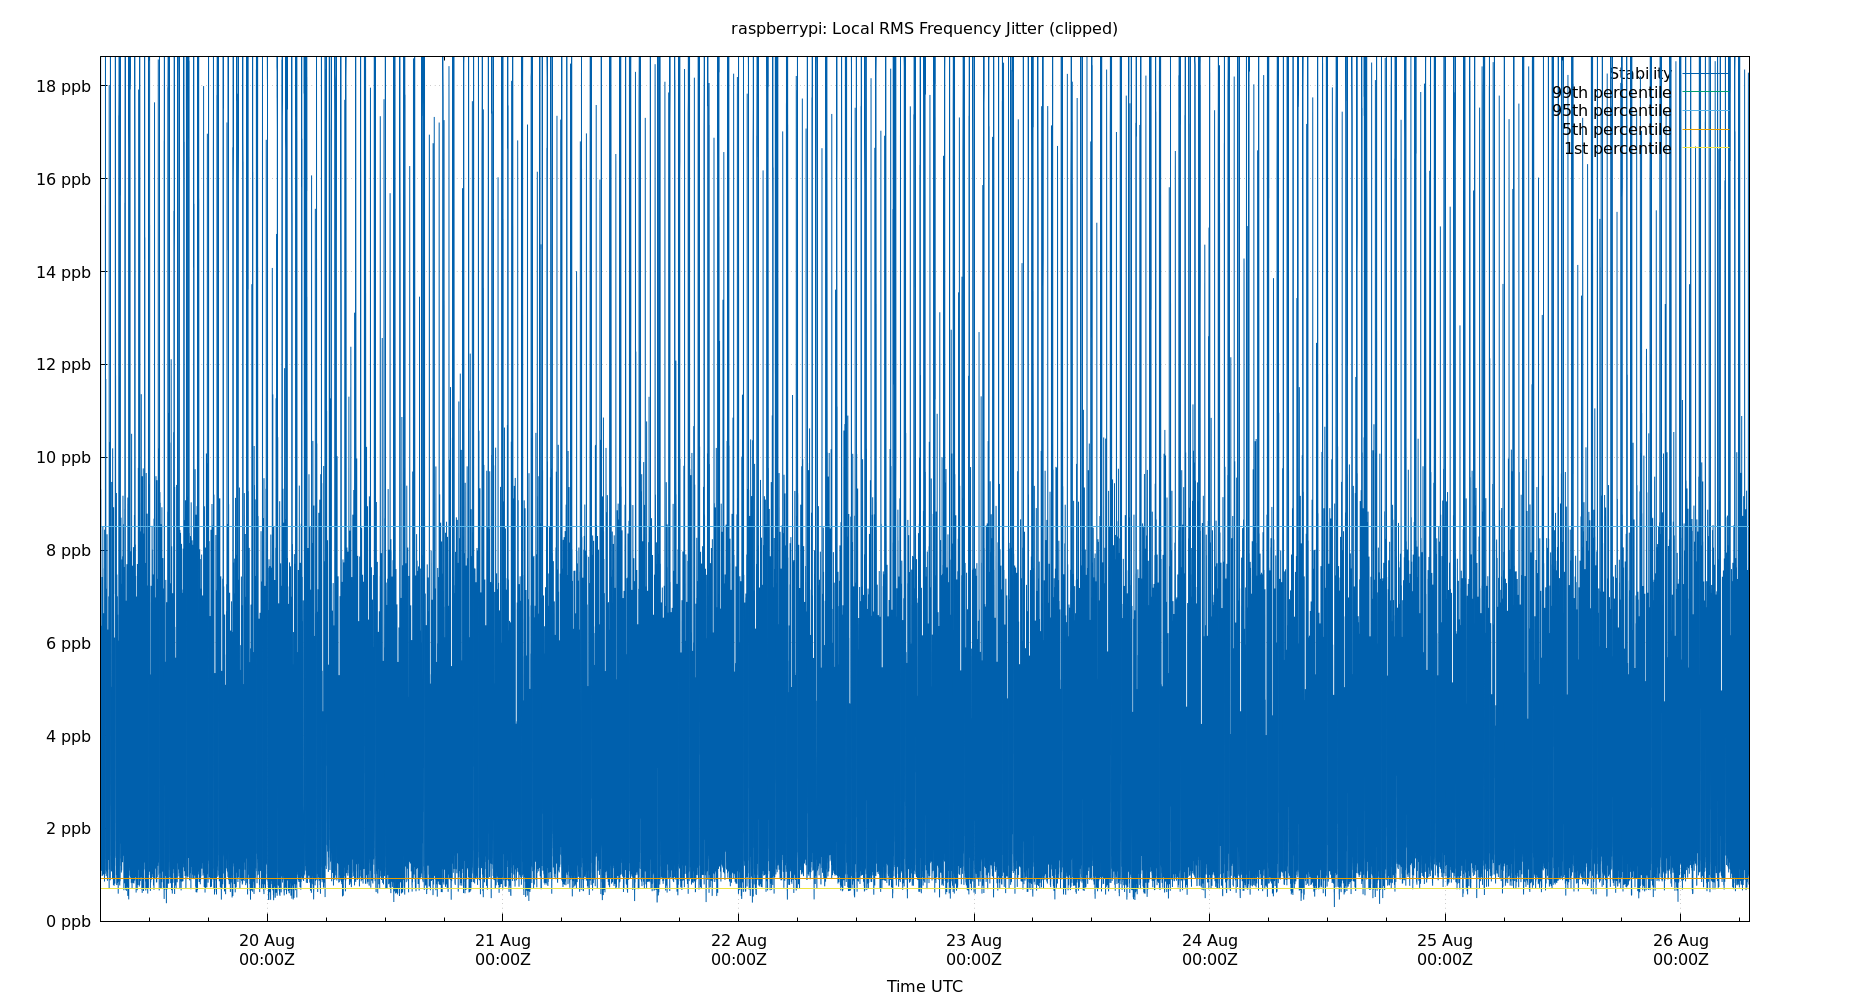 raspberrypi: Local RMS Frequency Jitter (clipped)
18 ppb
16 ppb
14 ppb
12 ppb
10 ppb
8 ppb
6 ppb
4 ppb
2 ppb
0 ppb
Stability
99th percentile
95th percentile
5th percentile
1st percentile
20 Aug
00:00Z
21 Aug
00:00Z
22 Aug
00:00Z
23 Aug
00:00Z
24 Aug
00:00Z
25 Aug
00:00Z
26 Aug
00:00Z
Time UTC